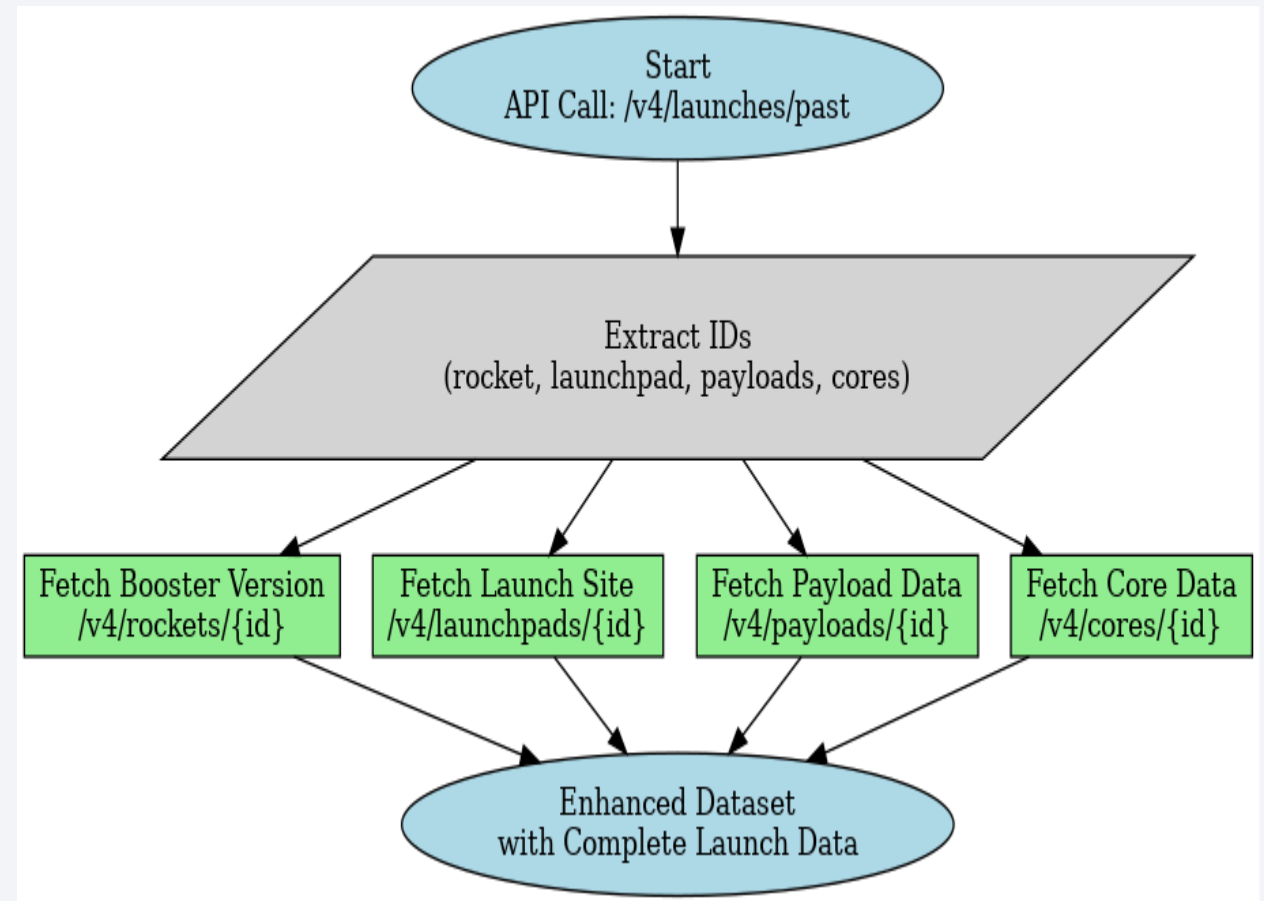 Start
API Call: /v4/launches/past
Extract IDs
(rocket, launchpad, payloads, cores)
Fetch Booster Version
/v4/rockets/{id}
Fetch Launch Site
/v4/launchpads/{id}
Fetch Payload Data
/v4/payloads/{id}
Fetch Core Data
/v4/cores/{id}
Enhanced Dataset
with Complete Launch Data